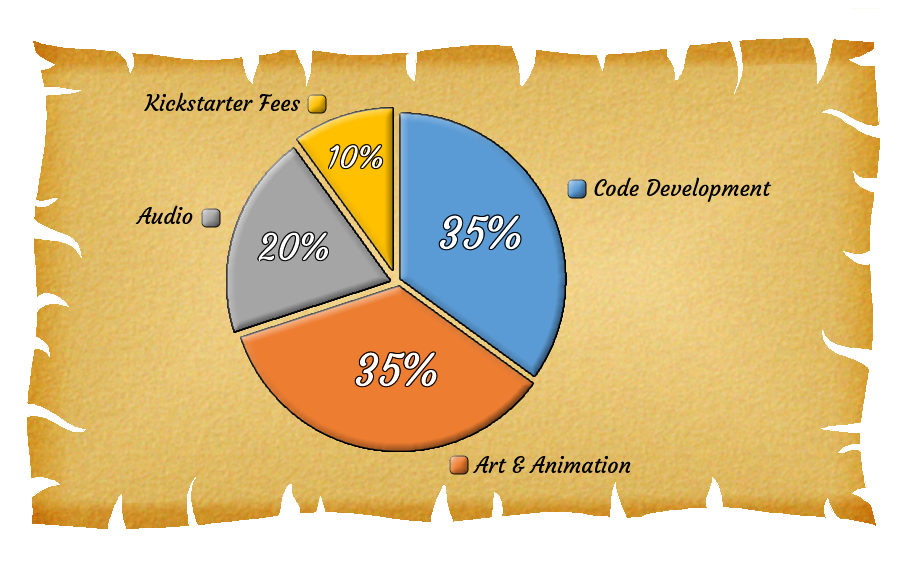 Kickstarter Fees
10%
Code Development
Audio
20%
35%
35%
Art & Animation